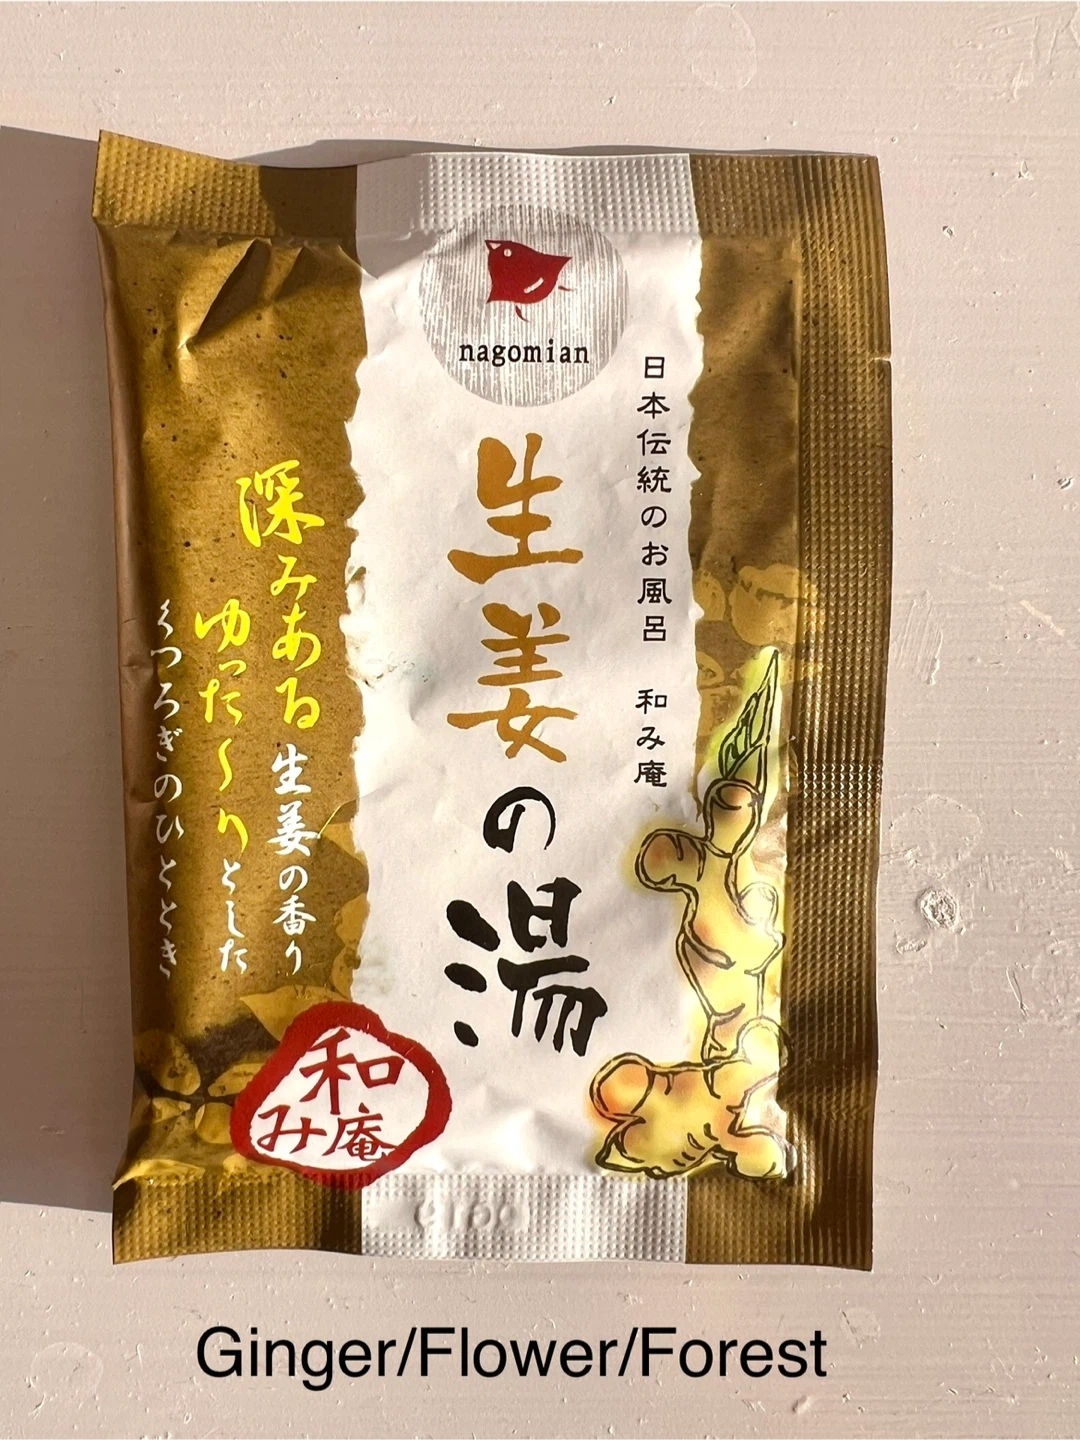 nagomian
日本伝統のお風呂 和み庵
生姜の湯
深みある生姜の香り
ゆった〜りとした
くつろぎのひととき
和
み庵
Ginger/Flower/Forest